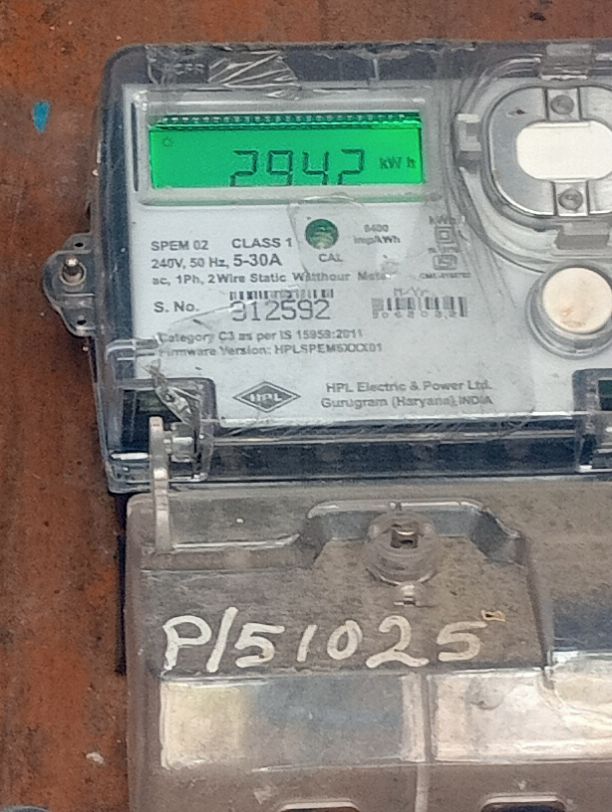 2942 kWh
SPEM 02 CLASS 1
6400 imp/kWh
240V, 50 Hz, 5-30A
CAL
ac, 1Ph, 2 Wire Static Watthour Meter
S. No. 912592
Category C3 as per IS 15959:2011
Firmware Version:
HPL
HPL Electric & Power Ltd.
Gurugram (Haryana), INDIA
P/51025